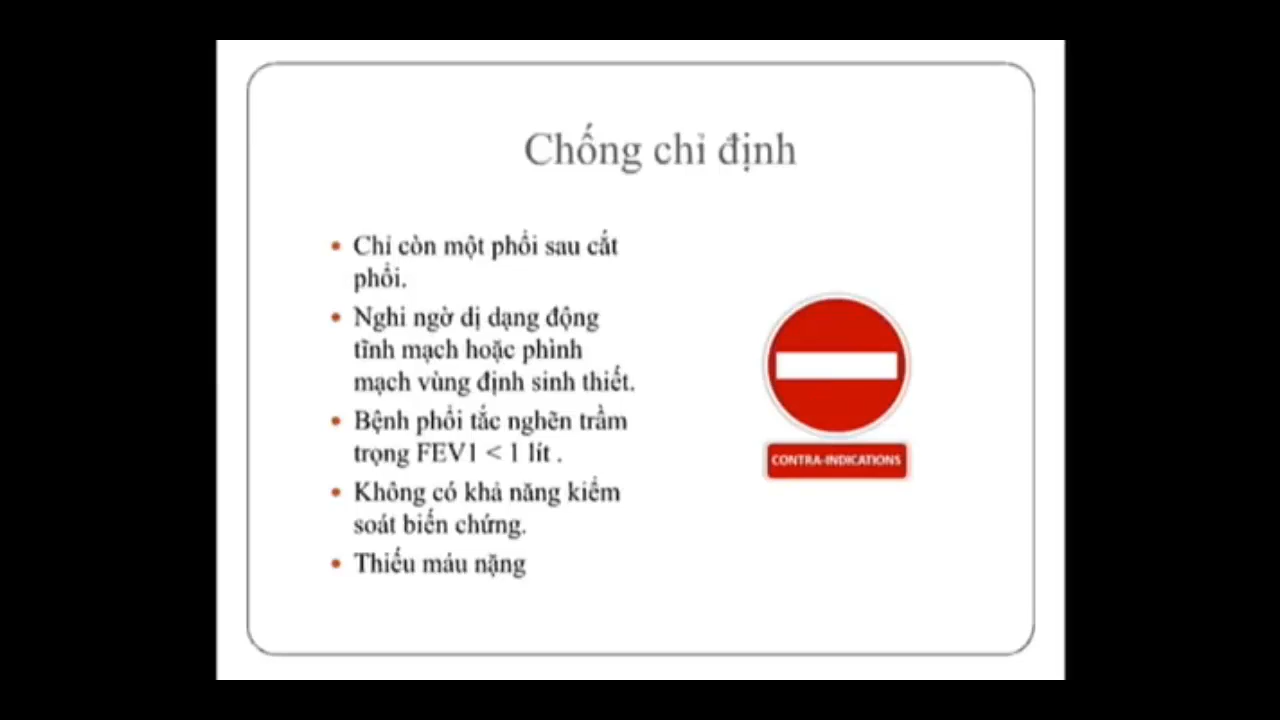 Chống chỉ định
• Chỉ còn một phổi sau cắt
phổi.
• Nghi ngờ dị dạng động
tĩnh mạch hoặc phình
mạch vùng định sinh thiết.
• Bệnh phổi tắc nghẽn trầm
trọng FEV1 < 1 lít .
• Không có khả năng kiểm
soát biến chứng.
• Thiếu máu nặng
CONTRA-INDICATIONS